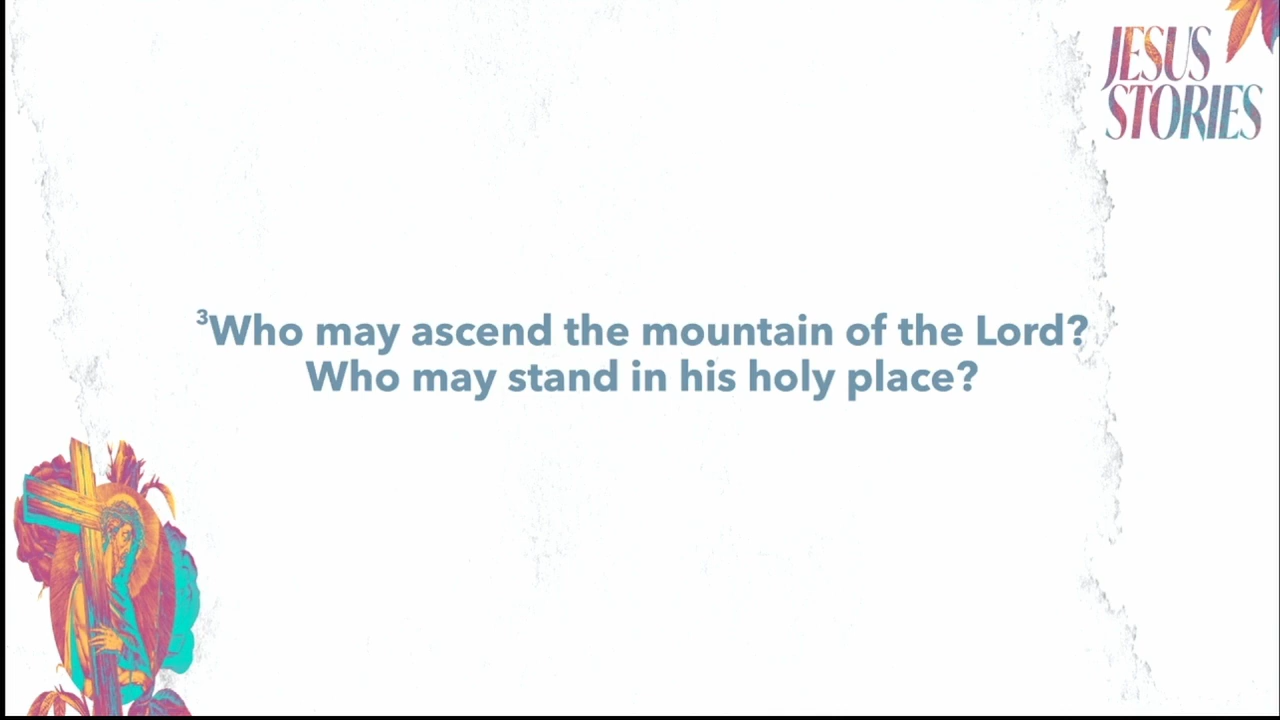 JESUS
STORIES
³Who may ascend the mountain of the Lord?
Who may stand in his holy place?